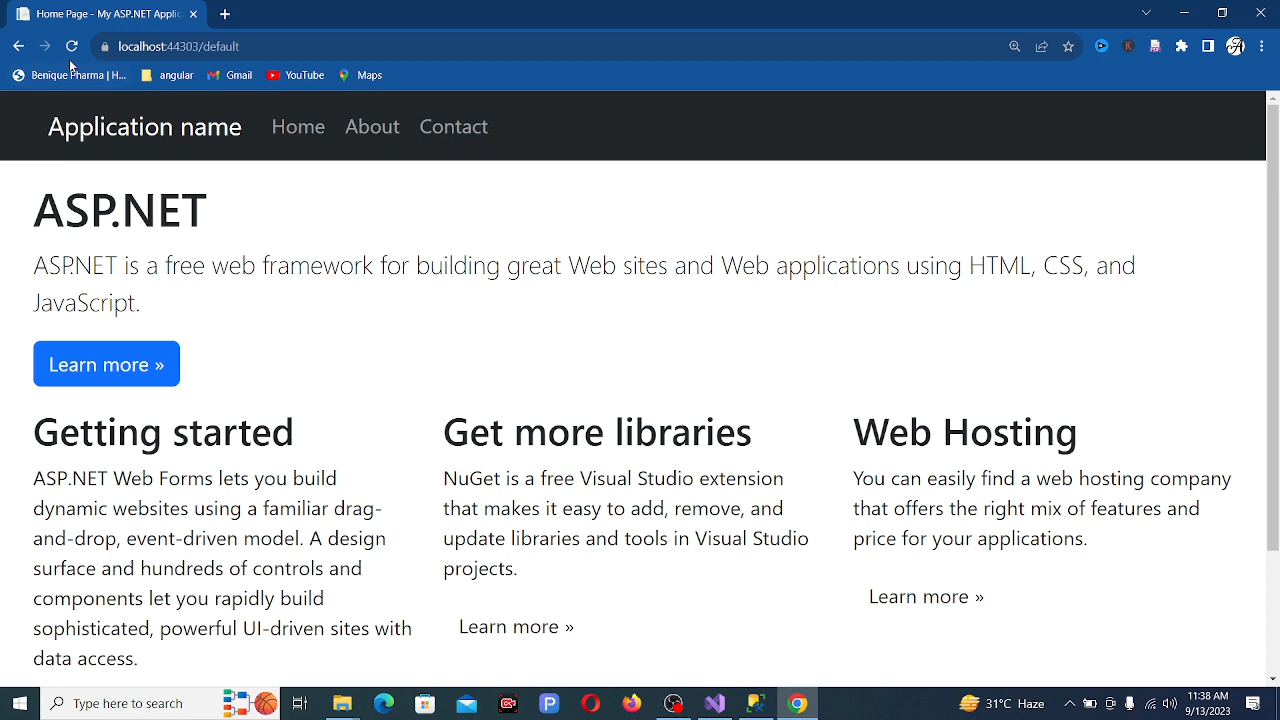 Home Page - My ASP.NET Applic
localhost:44303/default
Benique Pharma | H... angular Gmail YouTube Maps
Application name Home About Contact
ASP.NET
ASP.NET is a free web framework for building great Web sites and Web applications using HTML, CSS, and
JavaScript.
Learn more »
Getting started
ASP.NET Web Forms lets you build
dynamic websites using a familiar drag-
and-drop, event-driven model. A design
surface and hundreds of controls and
components let you rapidly build
sophisticated, powerful UI-driven sites with
data access.
Get more libraries
NuGet is a free Visual Studio extension
that makes it easy to add, remove, and
update libraries and tools in Visual Studio
projects.
Learn more »
Web Hosting
You can easily find a web hosting company
that offers the right mix of features and
price for your applications.
Learn more »
Type here to search
31°C Haze
11:38 AM
9/13/2023